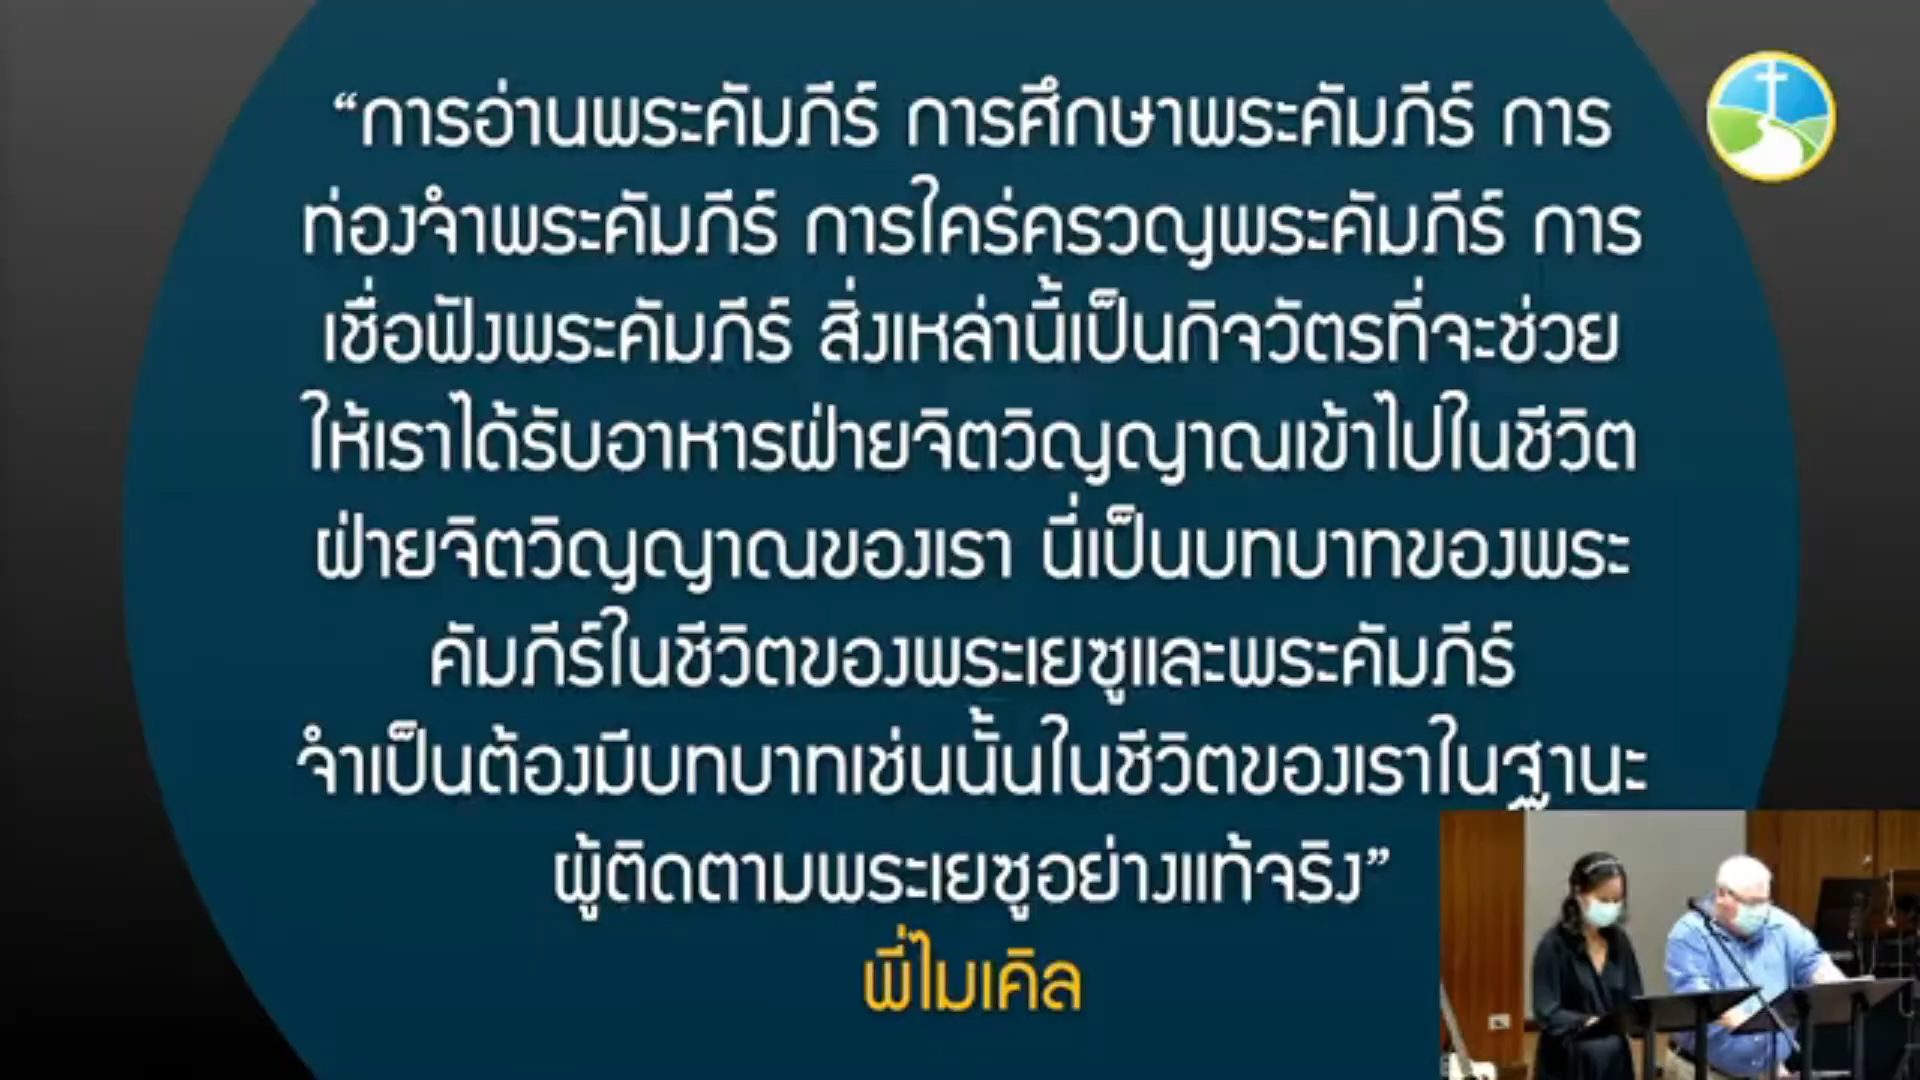 “การอ่านพระคัมภีร์ การศึกษาพระคัมภีร์ การ
ท่องจำพระคัมภีร์ การใคร่ครวญพระคัมภีร์ การ
เชื่อฟังพระคัมภีร์ สิ่งเหล่านี้เป็นกิจวัตรที่จะช่วย
ให้เราได้รับอาหารฝ่ายจิตวิญญาณเข้าไปในชีวิต
ฝ่ายจิตวิญญาณของเรา นี่เป็นบทบาทของพระ
คัมภีร์ในชีวิตของพระเยซูและพระคัมภีร์
จำเป็นต้องมีบทบาทเช่นนั้นในชีวิตของเราในฐานะ
ผู้ติดตามพระเยซูอย่างแท้จริง”
พี่ไมเคิล